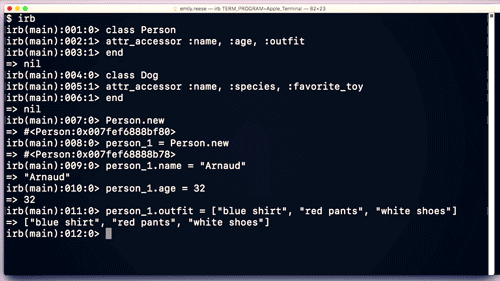 emily.reese — irb TERM_PROGRAM=Apple_Terminal — 82×23
$ irb
irb(main):001:0> class Person
irb(main):002:1> attr_accessor :name, :age, :outfit
irb(main):003:1> end
=> nil
irb(main):004:0> class Dog
irb(main):005:1> attr_accessor :name, :species, :favorite_toy
irb(main):006:1> end
=> nil
irb(main):007:0> Person.new
=> #<Person:0x007fef6888bf80>
irb(main):008:0> person_1 = Person.new
=> #<Person:0x007fef68888b78>
irb(main):009:0> person_1.name = "Arnaud"
=> "Arnaud"
irb(main):010:0> person_1.age = 32
=> 32
irb(main):011:0> person_1.outfit = ["blue shirt", "red pants", "white shoes"]
=> ["blue shirt", "red pants", "white shoes"]
irb(main):012:0>